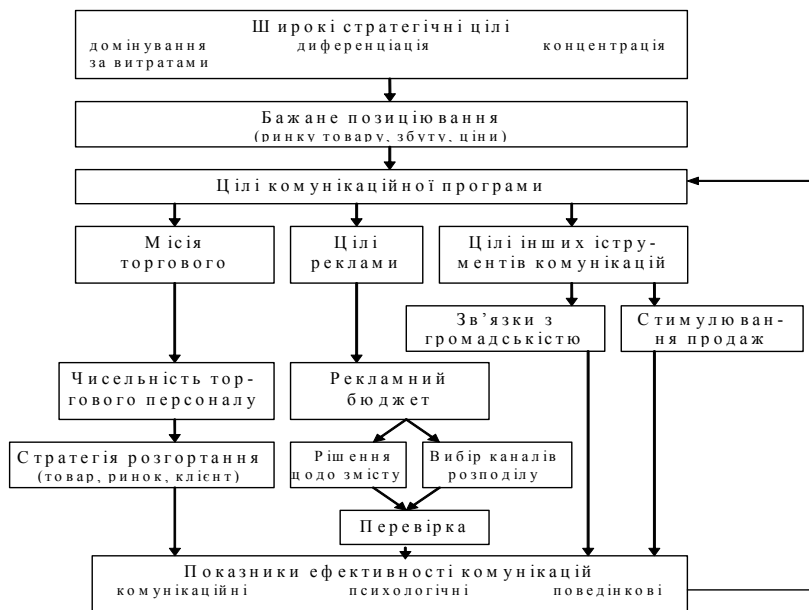 Широкі стратегічні цілі
домінування за витратами
диференціація
концентрація
Бажане позиціювання
(ринку товару, збуту, ціни)
Цілі комунікаційної програми
Місія
торгового
Цілі
реклами
Цілі інших істру-
ментів комунікацій
Зв’язки з
громадськістю
Стимулюван-
ня продаж
Чисельність тор-
гового персоналу
Рекламний
бюджет
Стратегія розгортання
(товар, ринок, клієнт)
Рішення
щодо змісту
Вибір каналів
розподілу
Перевірка
Показники ефективності комунікацій
комунікаційні психологічні поведінкові